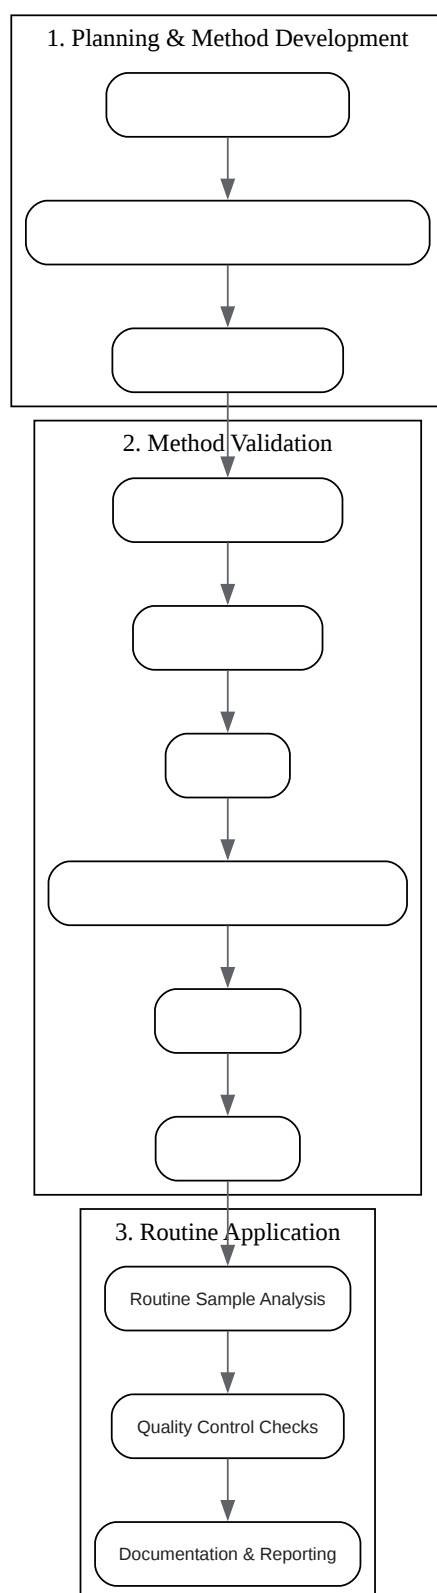 1. Planning & Method Development
2. Method Validation
3. Routine Application
Routine Sample Analysis
Quality Control Checks
Documentation & Reporting